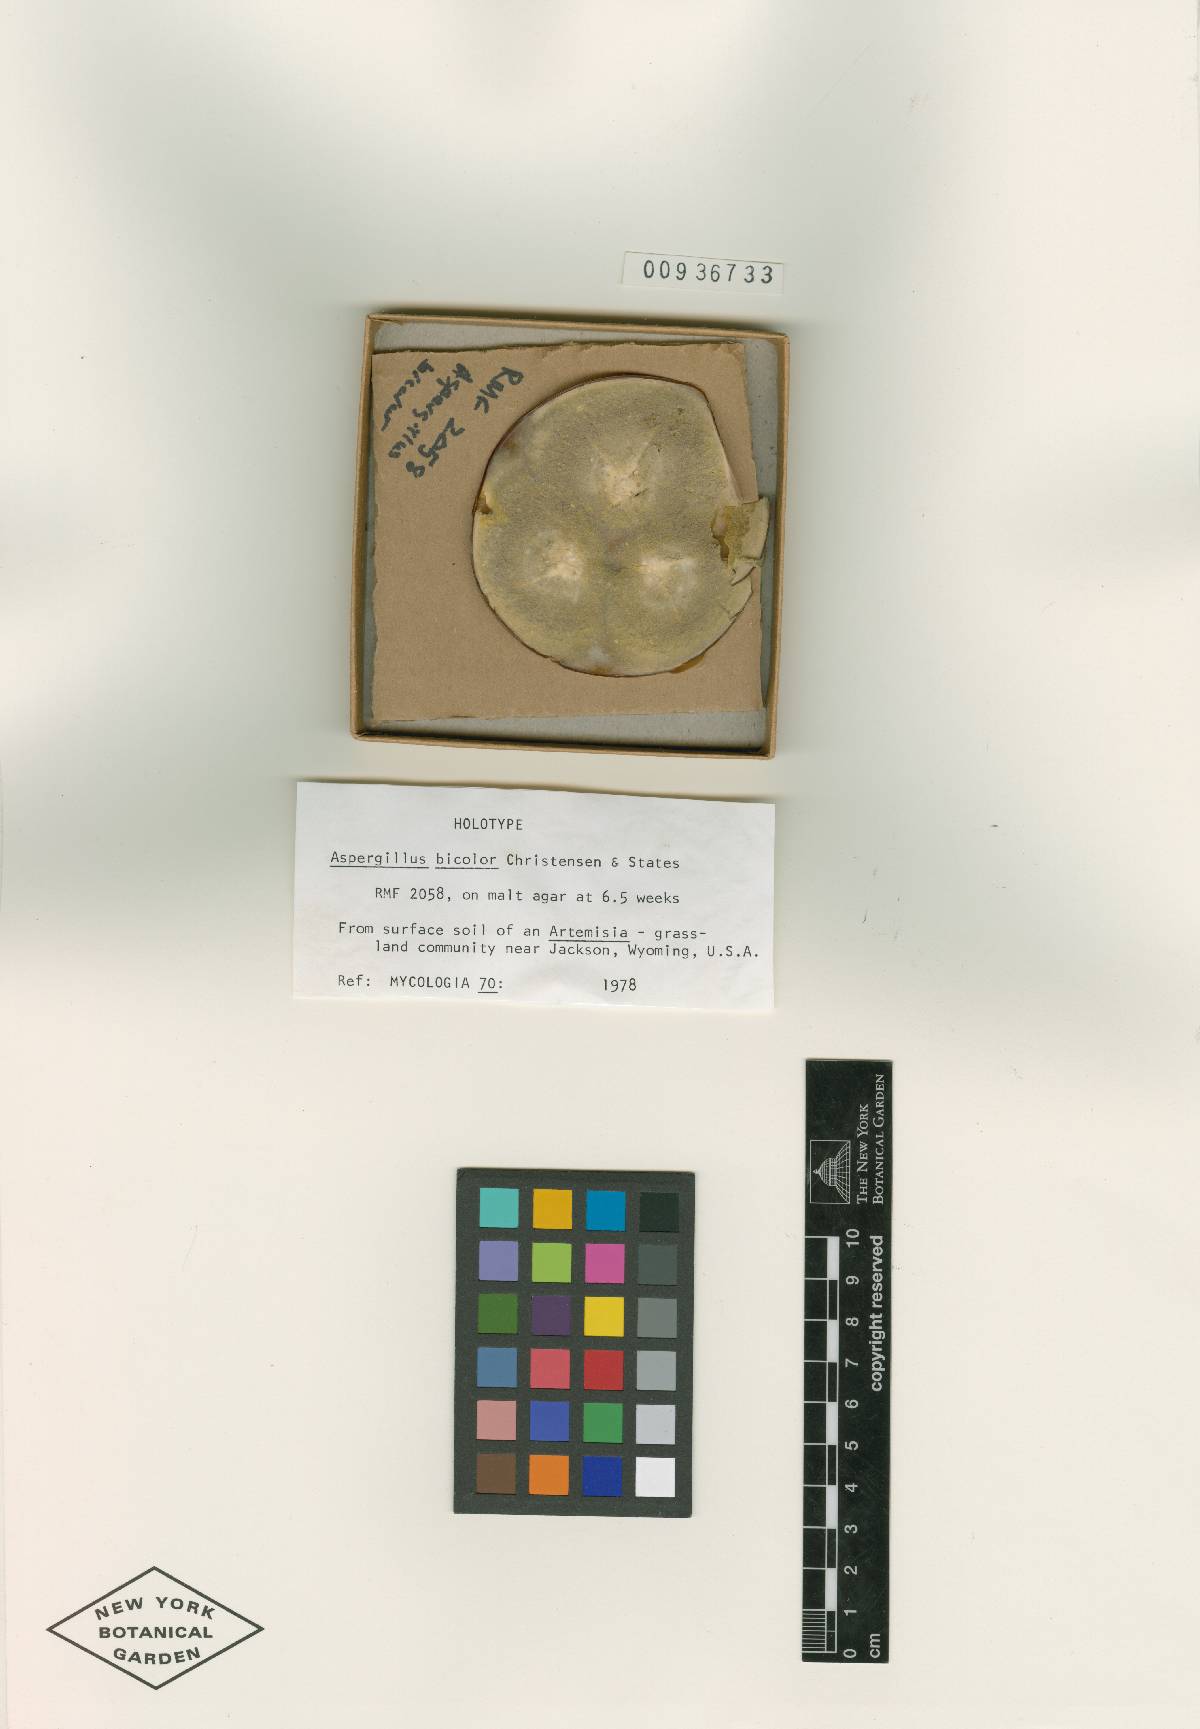 00936733
RMF 2058
Aspergillus
bicolor
HOLOTYPE
Aspergillus bicolor Christensen & States
RMF 2058, on malt agar at 6.5 weeks
From surface soil of an Artemisia - grass-
land community near Jackson, Wyoming, U.S.A.
Ref: MYCOLOGIA 70: 1978
THE NEW YORK
BOTANICAL GARDEN
10
9
8
7
6
5
4
3
2
1
0
cm
copyright reserved
NEW YORK
BOTANICAL
GARDEN